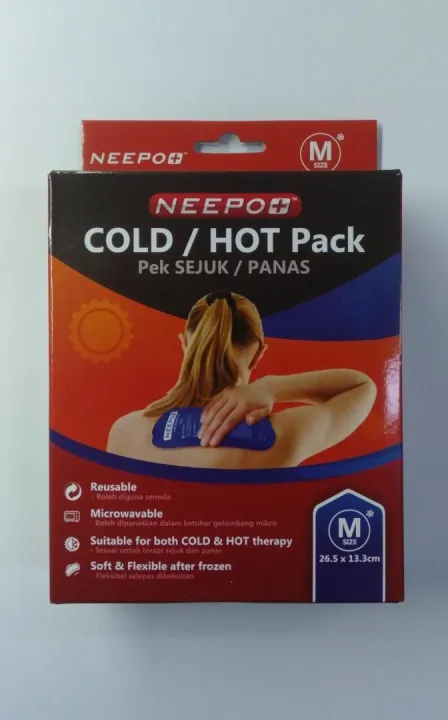 NEEPO™
M*
SIZE
NEEPO™
COLD / HOT Pack
Pek SEJUK / PANAS
NEEPO
Reusable
- Boleh diguna semula
Microwavable
- Boleh dipanaskan dalam ketuhar gelombang mikro
Suitable for both COLD & HOT therapy
- Sesuai untuk terapi sejuk dan panas
Soft & Flexible after frozen
- Fleksibel selepas dibekukan
M*
SIZE
26.5 x 13.3cm